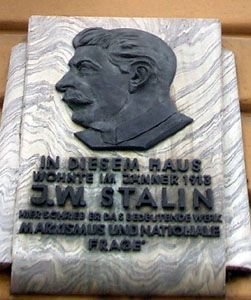 IN DIESEM HAUS
WOHNTE IM JÄNNER 1913
J.W. STALIN
HIER SCHRIEB ER DAS BEDEUTENDE WERK
„MARXISMUS UND NATIONALE
FRAGE“